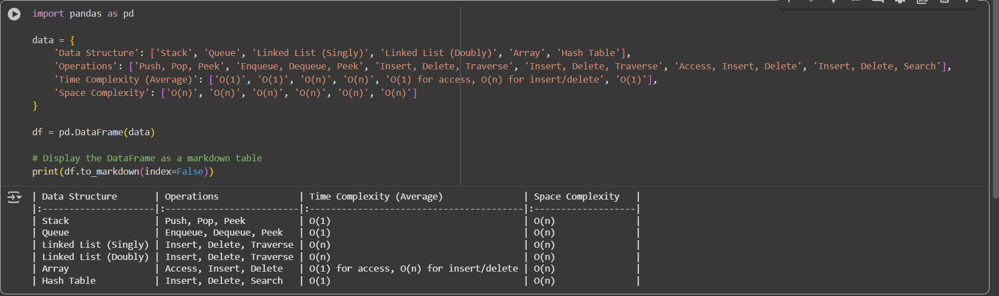 import pandas as pd
data = {
    'Data Structure': ['Stack', 'Queue', 'Linked List (Singly)', 'Linked List (Doubly)', 'Array', 'Hash Table'],
    'Operations': ['Push, Pop, Peek', 'Enqueue, Dequeue, Peek', 'Insert, Delete, Traverse', 'Insert, Delete, Traverse', 'Access, Insert, Delete', 'Insert, Delete, Search'],
    'Time Complexity (Average)': ['O(1)', 'O(1)', 'O(n)', 'O(n)', 'O(1) for access, O(n) for insert/delete', 'O(1)'],
    'Space Complexity': ['O(n)', 'O(n)', 'O(n)', 'O(n)', 'O(n)', 'O(n)']
}
df = pd.DataFrame(data)
# Display the DataFrame as a markdown table
print(df.to_markdown(index=False))
| Data Structure       | Operations               | Time Complexity (Average)               | Space Complexity   |
|:---------------------|:-------------------------|:----------------------------------------|:-------------------|
| Stack                | Push, Pop, Peek          | O(1)                                    | O(n)               |
| Queue                | Enqueue, Dequeue, Peek   | O(1)                                    | O(n)               |
| Linked List (Singly) | Insert, Delete, Traverse | O(n)                                    | O(n)               |
| Linked List (Doubly) | Insert, Delete, Traverse | O(n)                                    | O(n)               |
| Array                | Access, Insert, Delete   | O(1) for access, O(n) for insert/delete | O(n)               |
| Hash Table           | Insert, Delete, Search   | O(1)                                    | O(n)               |